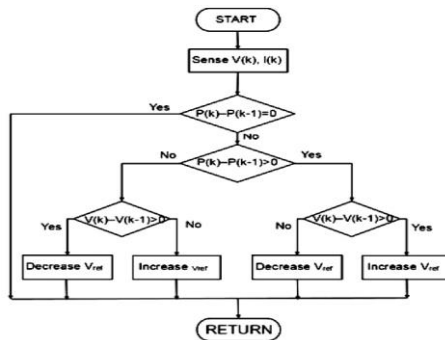 START
Sense V(k), I(k)
Yes
P(k)–P(k-1)=0
No
No
P(k)–P(k-1)>0
Yes
Yes
V(k)–V(k-1)>0
No
No
V(k)–V(k-1)>0
Yes
Decrease Vref
Increase Vref
Decrease Vref
Increase Vref
RETURN